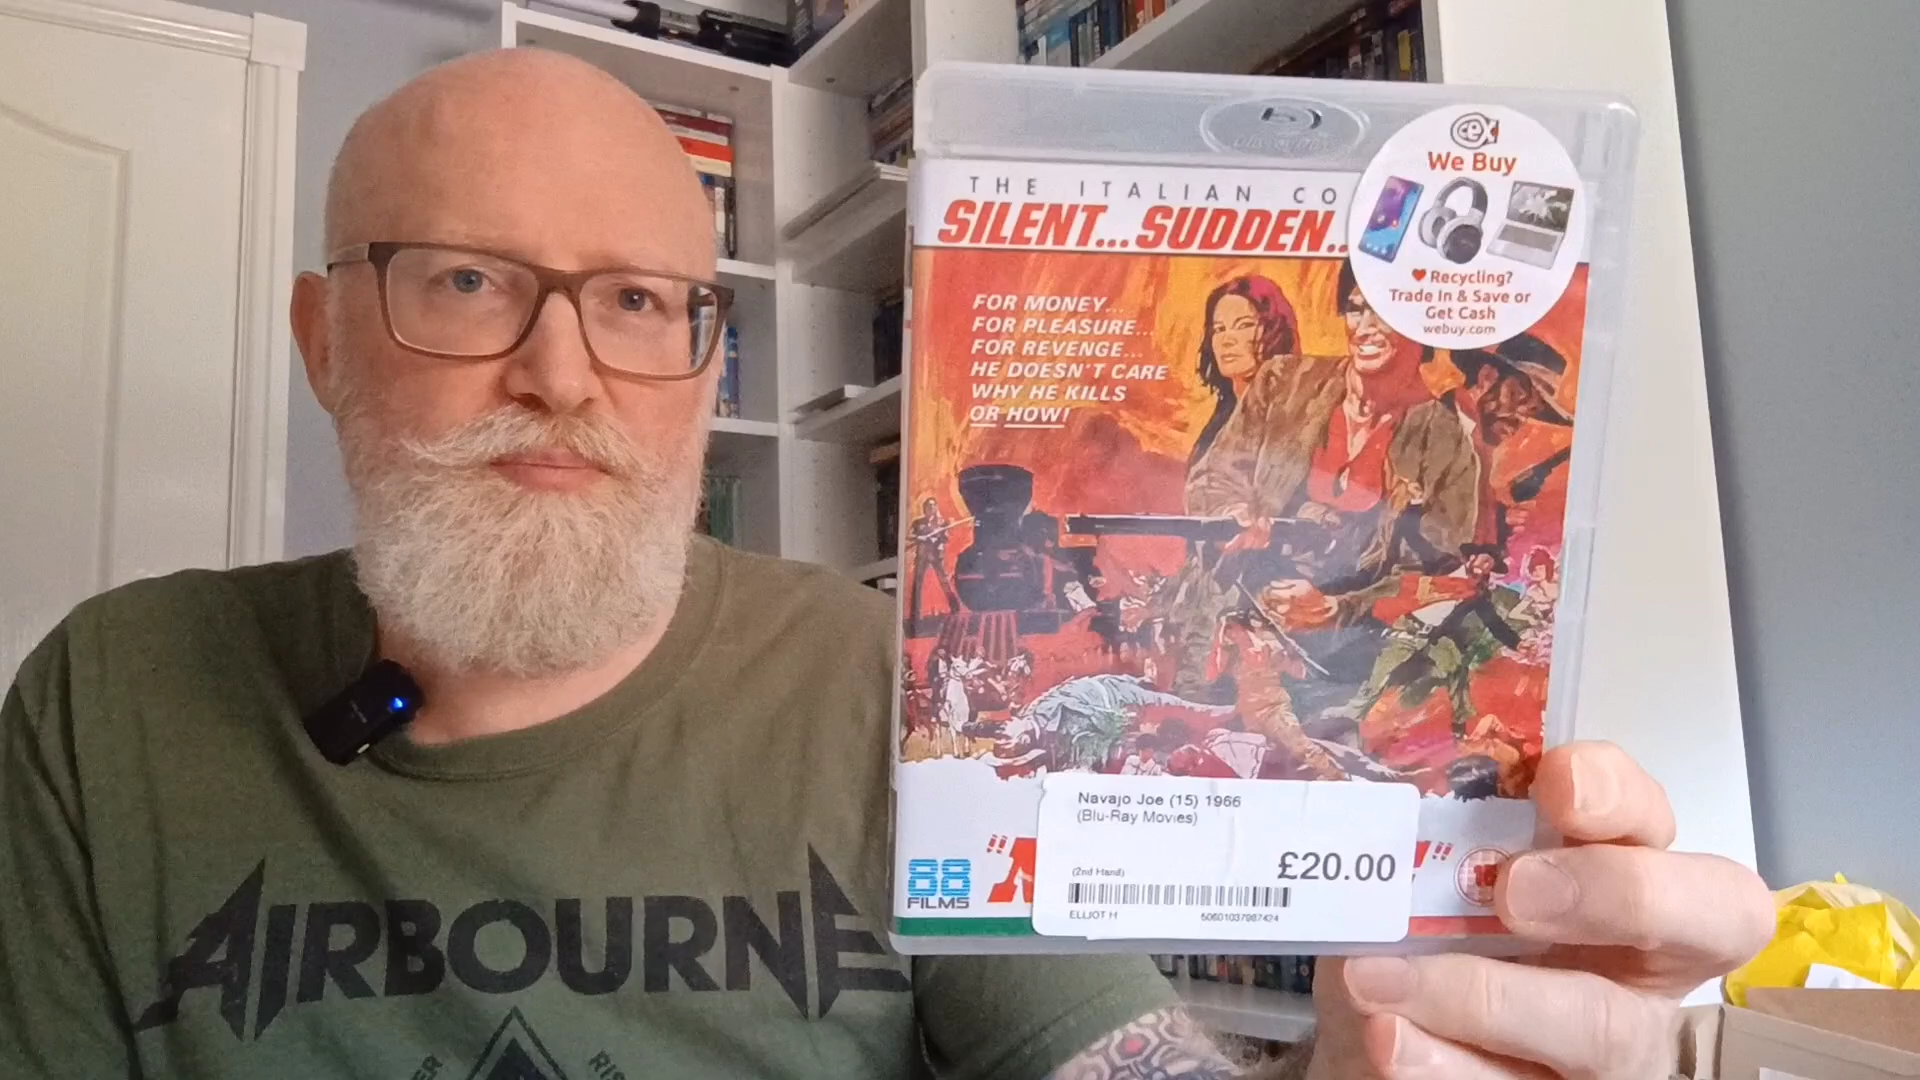 THE ITALIAN CO
SILENT... SUDDEN..
cex
We Buy
Recycling?
Trade In & Save or
Get Cash
webuy.com
FOR MONEY...
FOR PLEASURE...
FOR REVENGE...
HE DOESN'T CARE
WHY HE KILLS
OR HOW!
Navajo Joe (15) 1966
(Blu-Ray Movies)
£20.00
(2nd Hand)
ELLIOT H
88
FILMS
15
AIRBOURNE